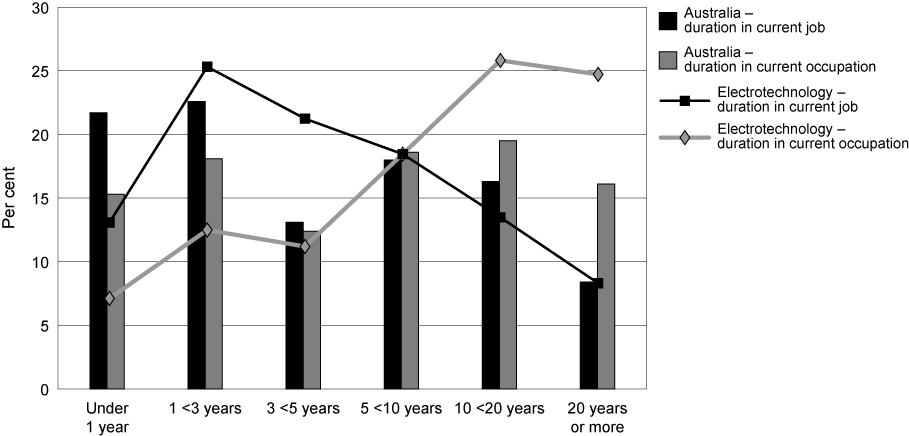 30
25
20
15
10
5
0
Per cent
Under
1 year
1 <3 years
3 <5 years
5 <10 years
10 <20 years
20 years
or more
Australia –
duration in current job
Australia –
duration in current occupation
Electrotechnology –
duration in current job
Electrotechnology –
duration in current occupation